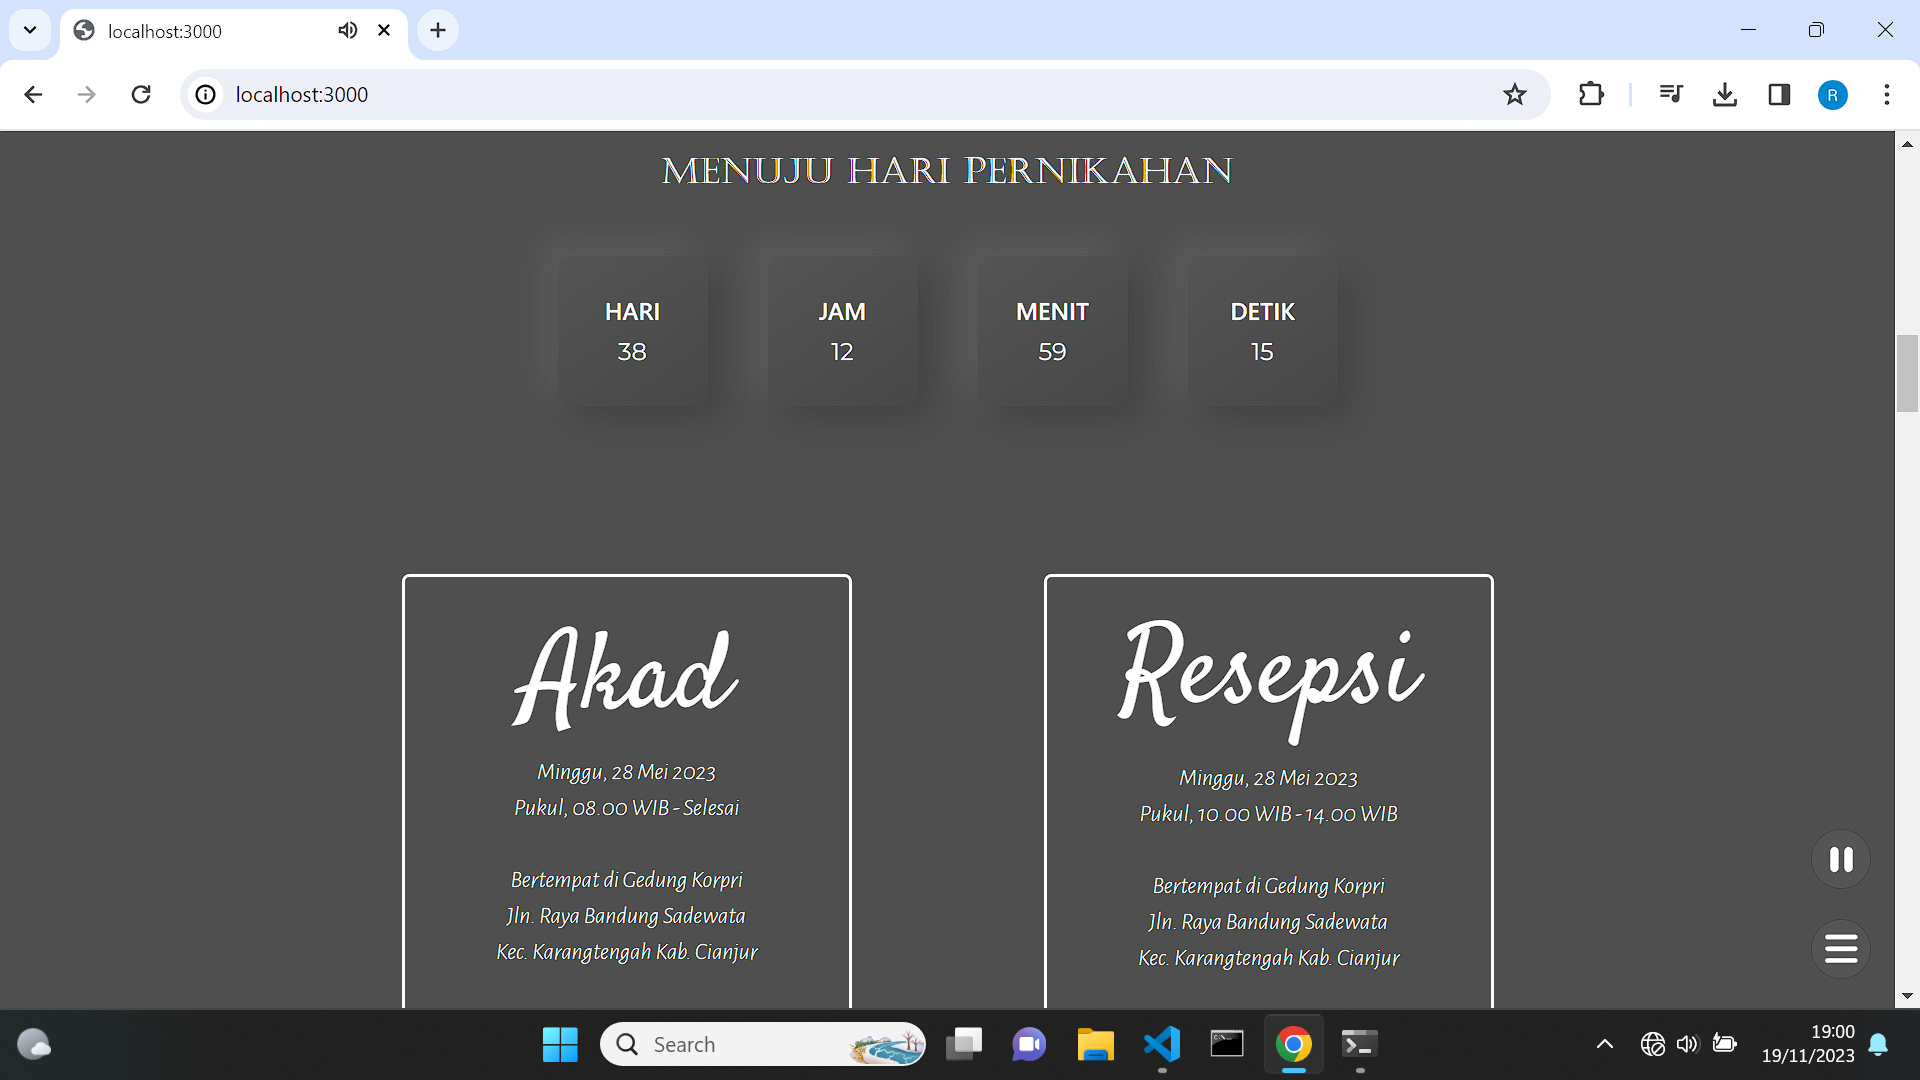 localhost:3000
localhost:3000
R
MENUJU HARI PERNIKAHAN
HARI
38
JAM
12
MENIT
59
DETIK
15
Akad
Minggu, 28 Mei 2023
Pukul, 08.00 WIB - Selesai
Bertempat di Gedung Korpri
Jln. Raya Bandung Sadewata
Kec. Karangtengah Kab. Cianjur
Resepsi
Minggu, 28 Mei 2023
Pukul, 10.00 WIB - 14.00 WIB
Bertempat di Gedung Korpri
Jln. Raya Bandung Sadewata
Kec. Karangtengah Kab. Cianjur
Search
19:00
19/11/2023